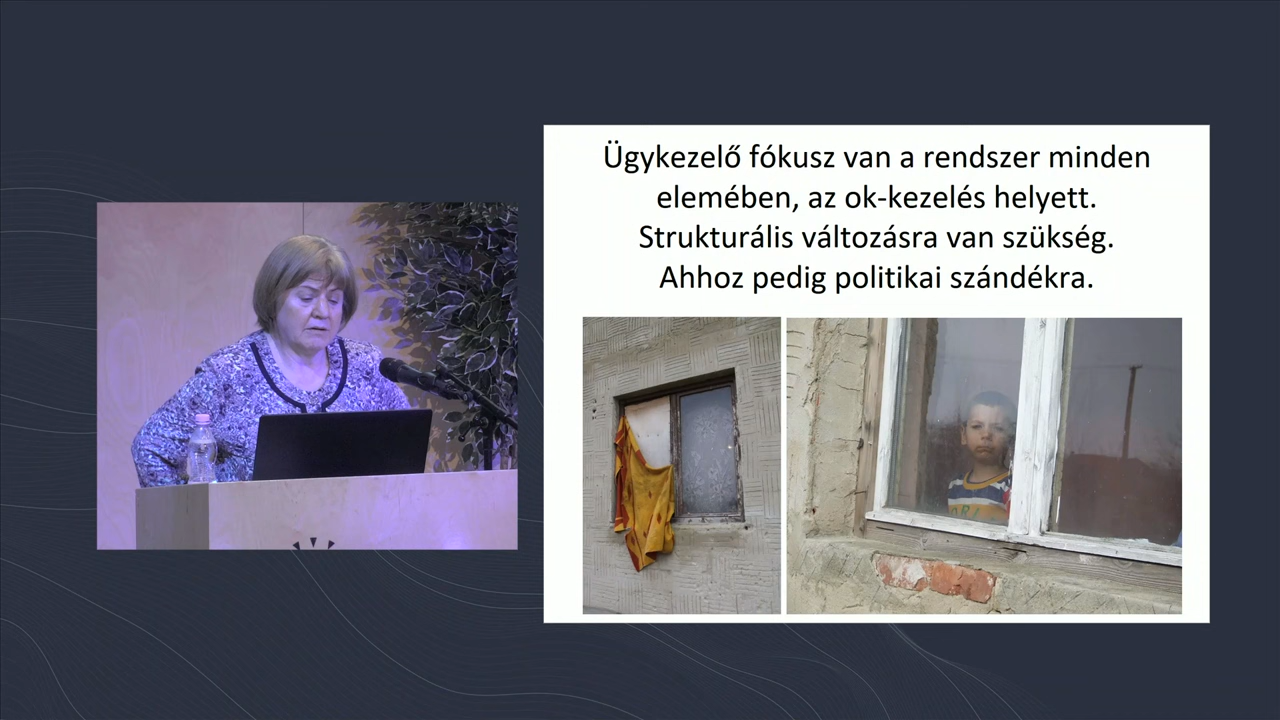 Ügykezelő fókusz van a rendszer minden
elemében, az ok-kezelés helyett.
Strukturális változásra van szükség.
Ahhoz pedig politikai szándékra.